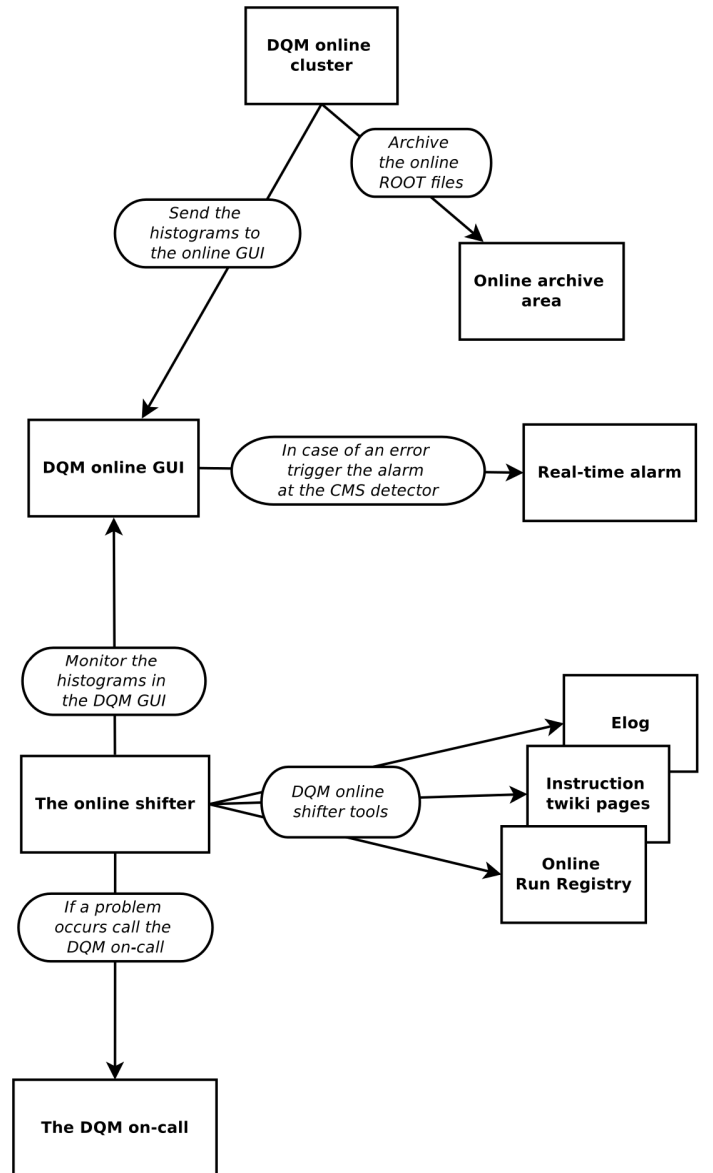 DQM online
cluster
Archive
the online
ROOT files
Send the
histograms to
the online GUI
Online archive
area
DQM online GUI
In case of an error
trigger the alarm
at the CMS detector
Real-time alarm
Monitor the
histograms in
the DQM GUI
Elog
The online shifter
DQM online
shifter tools
Instruction
twiki pages
Online
Run Registry
If a problem
occurs call the
DQM on-call
The DQM on-call